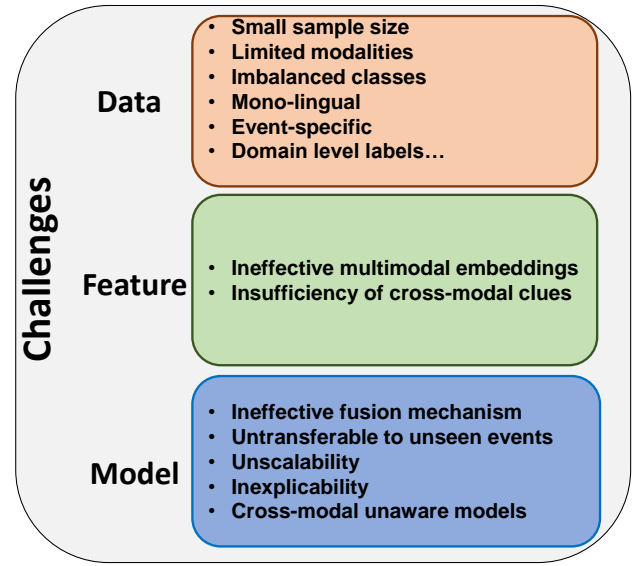 Challenges
Data
• Small sample size
• Limited modalities
• Imbalanced classes
• Mono-lingual
• Event-specific
• Domain level labels…
Feature
• Ineffective multimodal embeddings
• Insufficiency of cross-modal clues
Model
• Ineffective fusion mechanism
• Untransferable to unseen events
• Unscalability
• Inexplicability
• Cross-modal unaware models